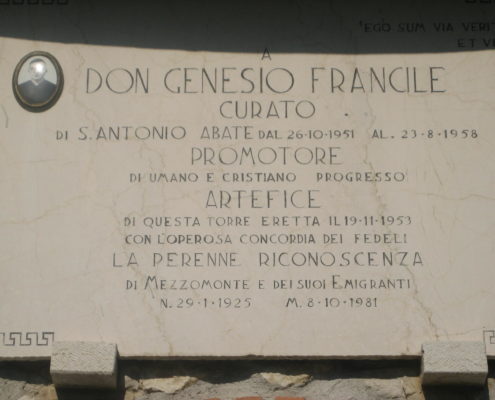 EGO SUM VIA VERI
ET V
A
DON GENESIO FRANCILE
CURATO
DI S. ANTONIO ABATE DAL 26-10-1951 AL. 23-8-1958
PROMOTORE
DI UMANO E CRISTIANO PROGRESSO
ARTEFICE
DI QUESTA TORRE ERETTA IL 19-11-1953
CON L'OPEROSA CONCORDIA DEI FEDELI
LA PERENNE RICONOSCENZA
DI MEZZOMONTE E DEI SUOI EMIGRANTI
N. 29-1-1925 M. 8-10-1981